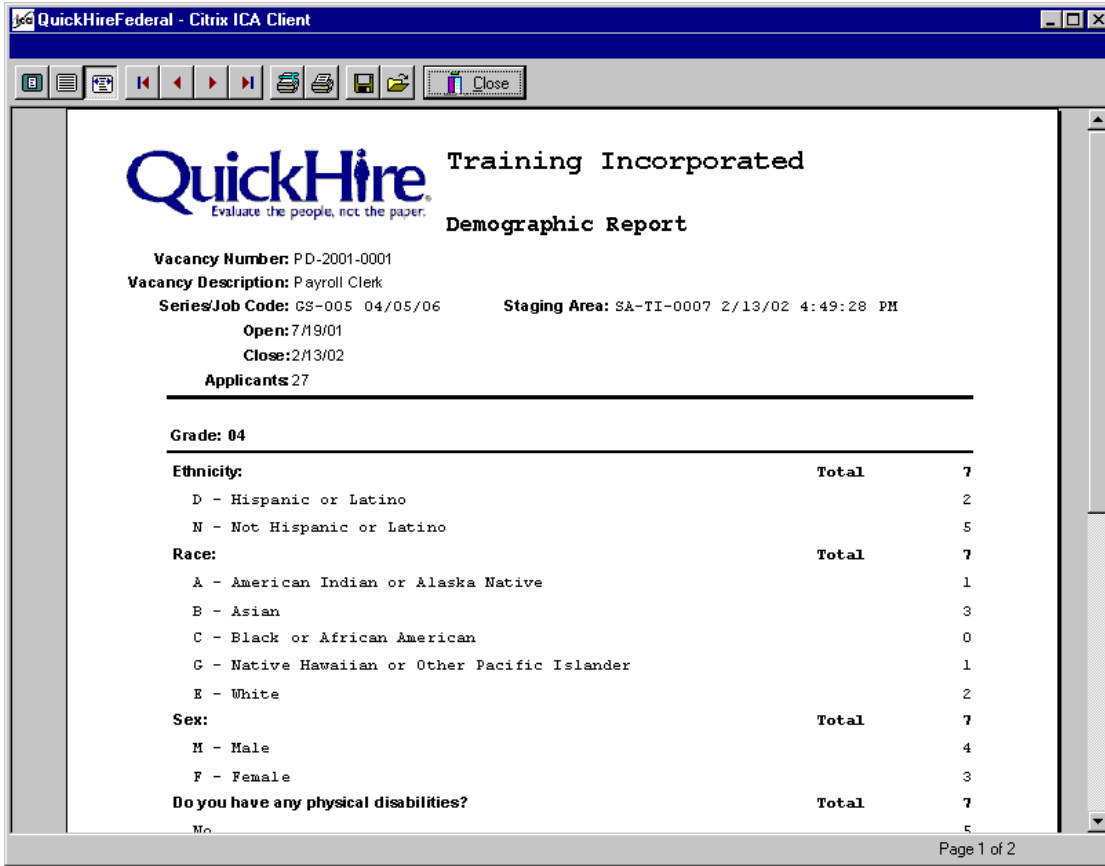 QuickHireFederal - Citrix ICA Client
Close
QuickHire.
Evaluate the people, not the paper.
Training Incorporated
Demographic Report
Vacancy Number: PD-2001-0001
Vacancy Description: Payroll Clerk
Series/Job Code: GS-005 04/05/06 Staging Area: SA-TI-0007 2/13/02 4:49:28 PM
Open: 7/19/01
Close: 2/13/02
Applicants: 27
Grade: 04
Ethnicity: Total 7
D - Hispanic or Latino 2
N - Not Hispanic or Latino 5
Race: Total 7
A - American Indian or Alaska Native 1
B - Asian 3
C - Black or African American 0
G - Native Hawaiian or Other Pacific Islander 1
E - White 2
Sex: Total 7
M - Male 4
F - Female 3
Do you have any physical disabilities? Total 7
No 5
Page 1 of 2